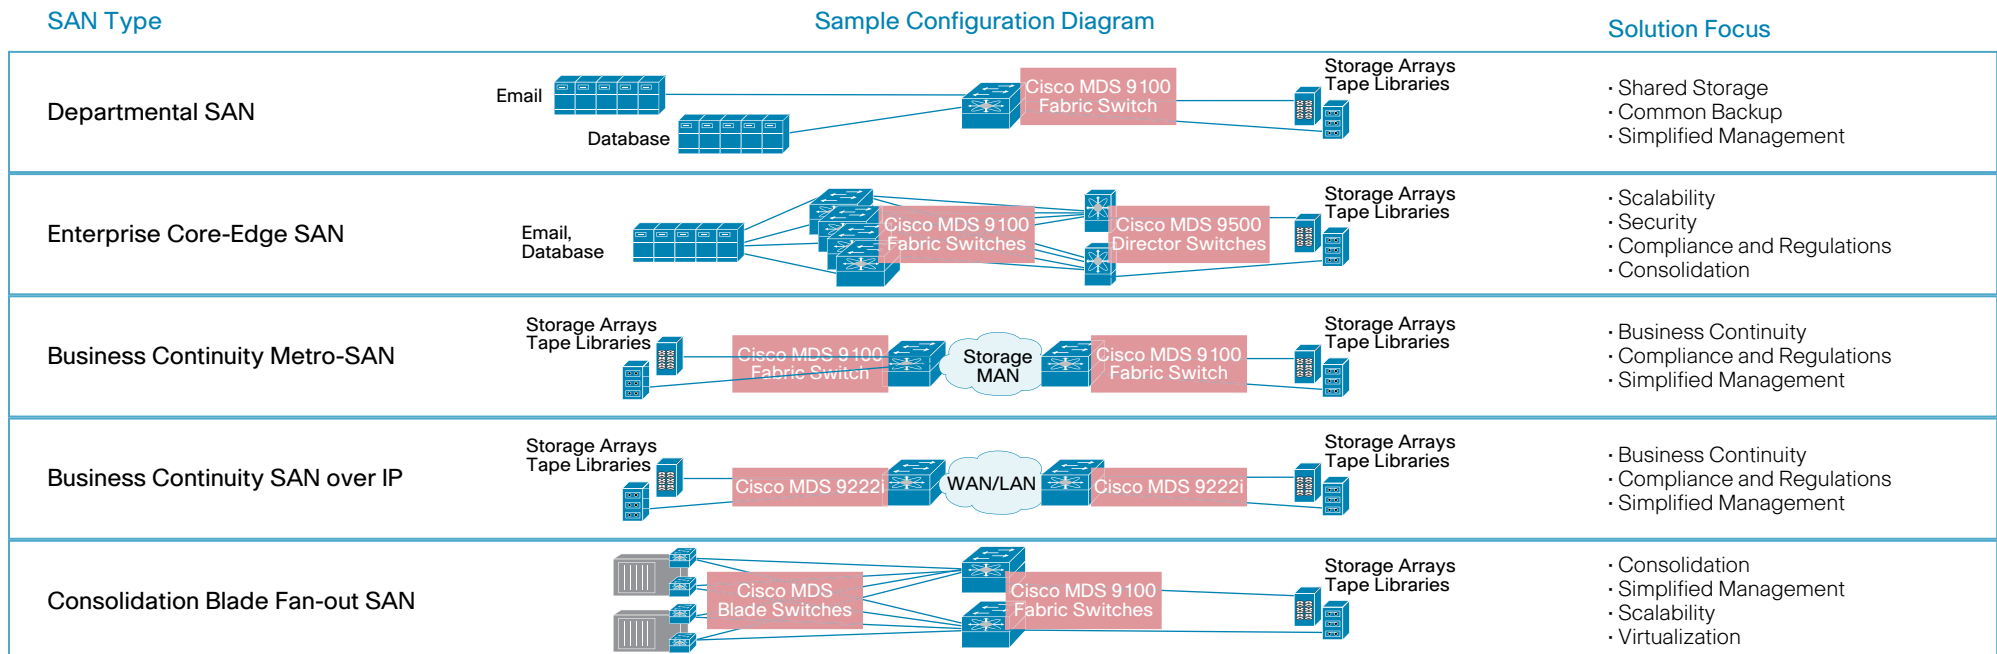 SAN Type
Sample Configuration Diagram
Solution Focus
Departmental SAN
Email
Database
Cisco MDS 9100
Fabric Switch
Storage Arrays
Tape Libraries
· Shared Storage
· Common Backup
· Simplified Management
Enterprise Core-Edge SAN
Email,
Database
Cisco MDS 9100
Fabric Switches
Cisco MDS 9500
Director Switches
Storage Arrays
Tape Libraries
· Scalability
· Security
· Compliance and Regulations
· Consolidation
Business Continuity Metro-SAN
Storage Arrays
Tape Libraries
Cisco MDS 9100
Fabric Switch
Storage
MAN
Cisco MDS 9100
Fabric Switch
Storage Arrays
Tape Libraries
· Business Continuity
· Compliance and Regulations
· Simplified Management
Business Continuity SAN over IP
Storage Arrays
Tape Libraries
Cisco MDS 9222i
WAN/LAN
Cisco MDS 9222i
Storage Arrays
Tape Libraries
· Business Continuity
· Compliance and Regulations
· Simplified Management
Consolidation Blade Fan-out SAN
Cisco MDS
Blade Switches
Cisco MDS 9100
Fabric Switches
Storage Arrays
Tape Libraries
· Consolidation
· Simplified Management
· Scalability
· Virtualization